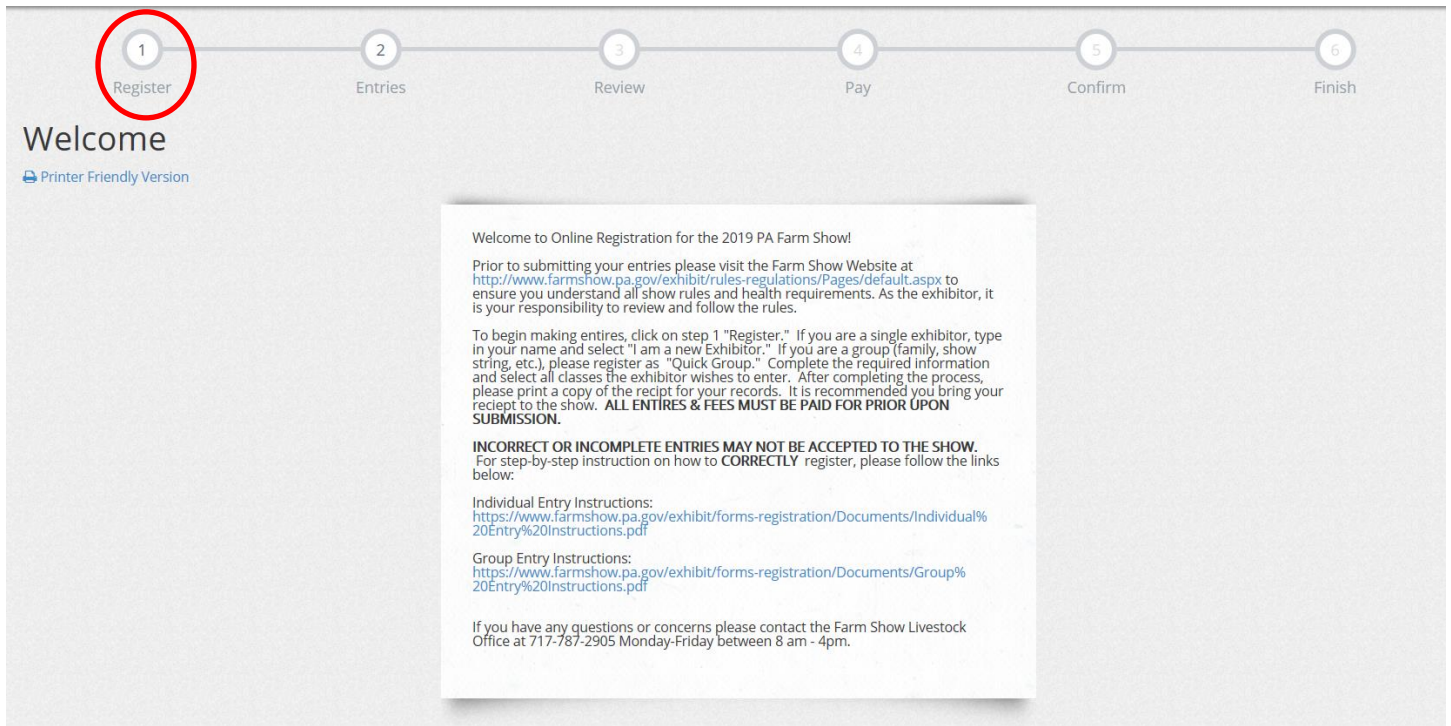 1 2 3 4 5 6
Register Entries Review Pay Confirm Finish
Welcome
Printer Friendly Version
Welcome to Online Registration for the 2019 PA Farm Show!
Prior to submitting your entries please visit the Farm Show Website at
http://www.farmshow.pa.gov/exhibit/rules-regulations/Pages/default.aspx to
ensure you understand all show rules and health requirements. As the exhibitor, it
is your responsibility to review and follow the rules.
To begin making entires, click on step 1 "Register."  If you are a single exhibitor, type
in your name and select "I am a new Exhibitor."  If you are a group (family, show
string, etc.), please register as  "Quick Group."  Complete the required information
and select all classes the exhibitor wishes to enter.  After completing the process,
please print a copy of the recipt for your records.  It is recommended you bring your
reciept to the show.  ALL ENTIRES & FEES MUST BE PAID FOR PRIOR UPON
SUBMISSION.
INCORRECT OR INCOMPLETE ENTRIES MAY NOT BE ACCEPTED TO THE SHOW.
For step-by-step instruction on how to CORRECTLY  register, please follow the links
below:
Individual Entry Instructions:
https://www.farmshow.pa.gov/exhibit/forms-registration/Documents/Individual%
20Entry%20Instructions.pdf
Group Entry Instructions:
https://www.farmshow.pa.gov/exhibit/forms-registration/Documents/Group%
20Entry%20Instructions.pdf
If you have any questions or concerns please contact the Farm Show Livestock
Office at 717-787-2905 Monday-Friday between 8 am - 4pm.